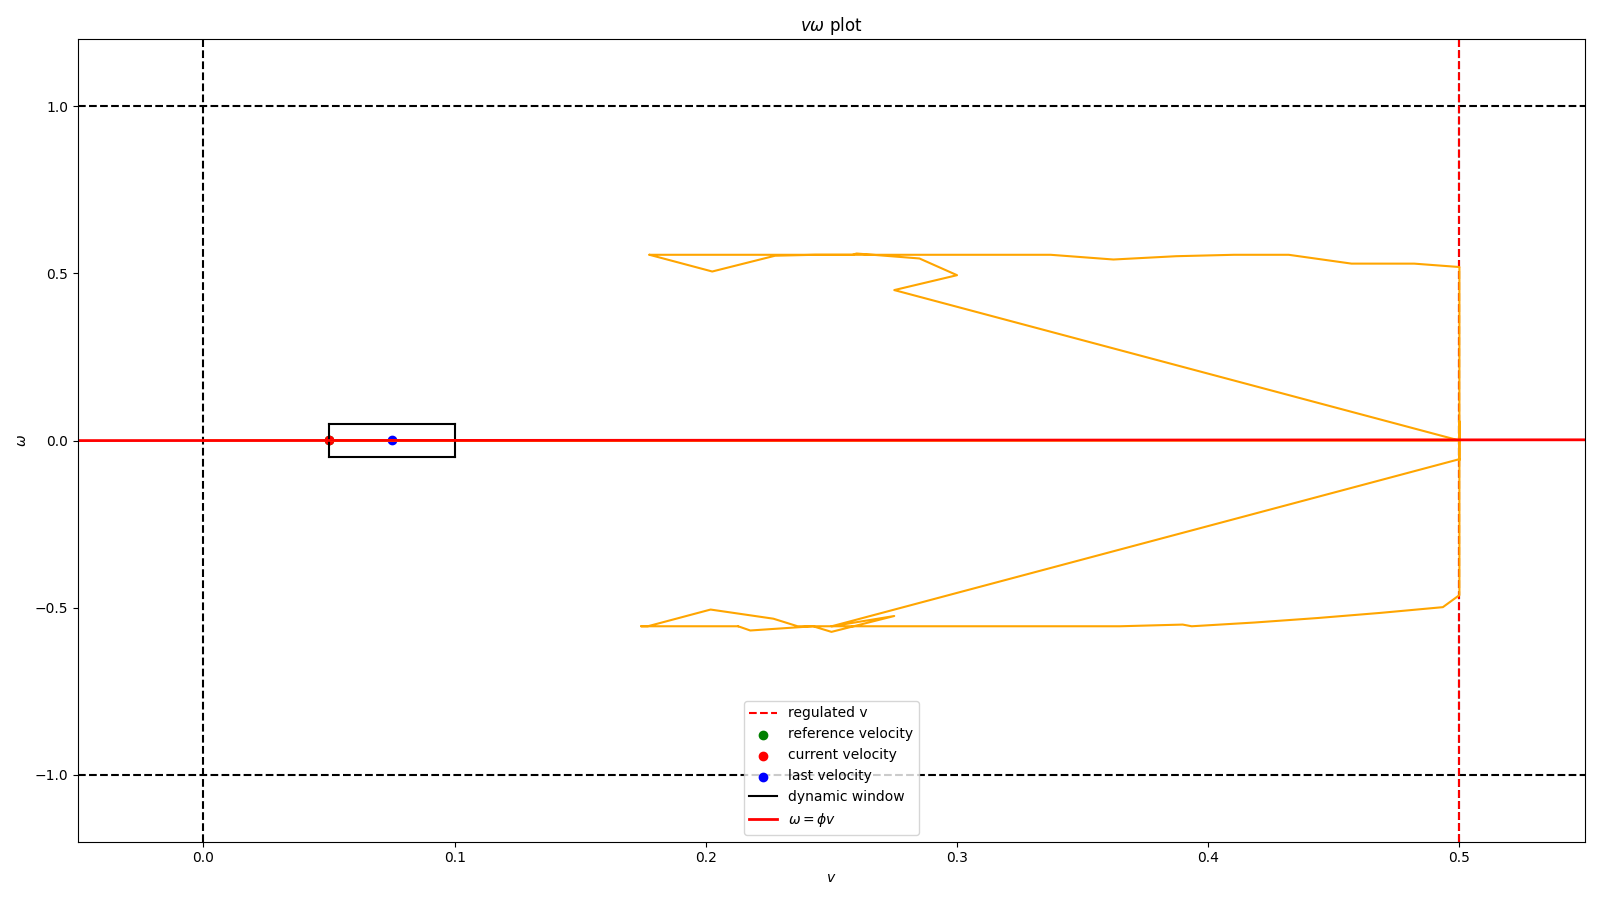 vω plot
1.0
0.5
0.0
−0.5
−1.0
ω
0.0
0.1
0.2
0.3
0.4
0.5
v
regulated v
reference velocity
current velocity
last velocity
dynamic window
ω = ϕv